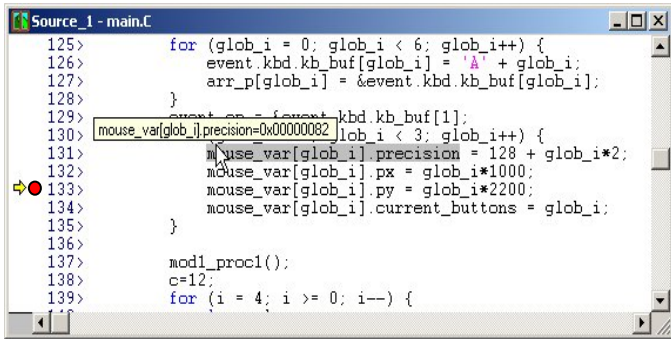 Source_1 - main.C
125> for (glob_i = 0; glob_i < 6; glob_i++) {
126> event.kbd.kb_buf[glob_i] = 'A' + glob_i;
127> arr_p[glob_i] = &event.kbd.kb_buf[glob_i];
128> }
129> kbd.kb_buf[1];
mouse_var[glob_i].precision=0x00000082
130> glob_i < 3; glob_i++) {
131> mouse_var[glob_i].precision = 128 + glob_i*2;
132> mouse_var[glob_i].px = glob_i*1000;
133> mouse_var[glob_i].py = glob_i*2200;
134> mouse_var[glob_i].current_buttons = glob_i;
135> }
136>
137> mod1_proc1();
138> c=12;
139> for (i = 4; i >= 0; i--) {